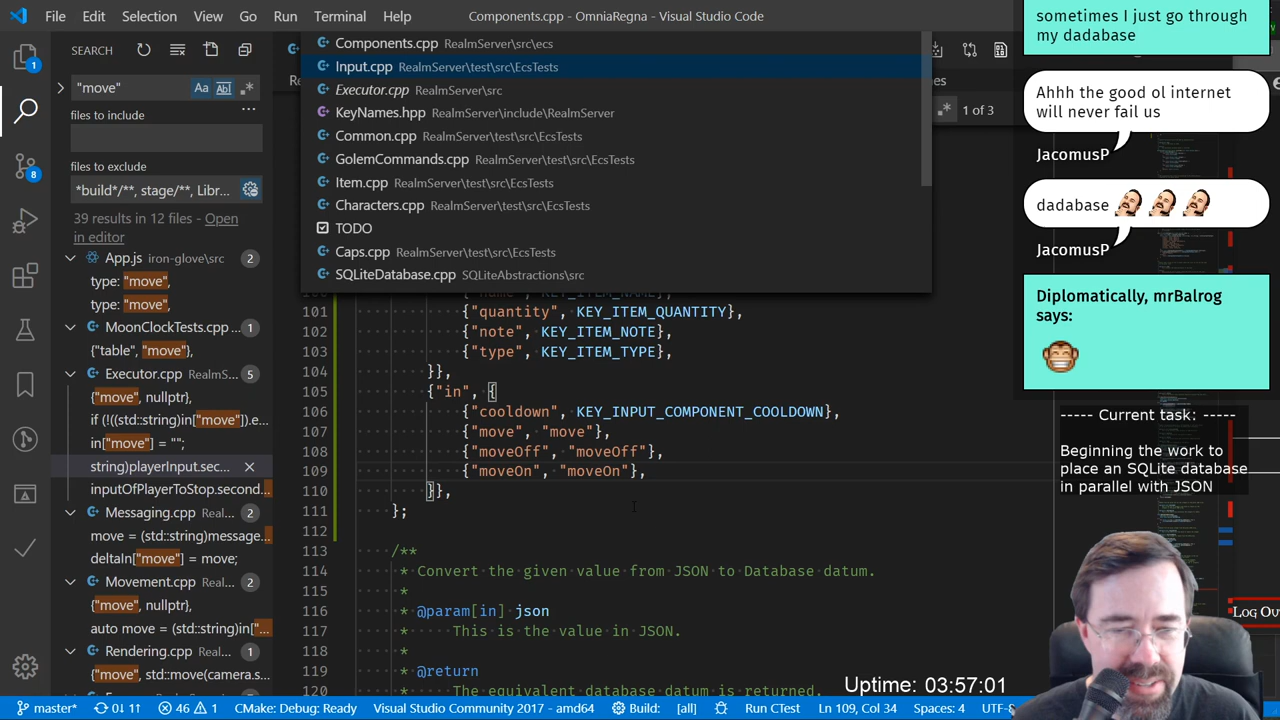 File Edit Selection View Go Run Terminal Help
Components.cpp - OmniaRegna - Visual Studio Code
SEARCH
"move"
Aa Abl
files to include
files to exclude
*build*/**, stage/**, Libr...
39 results in 12 files - Open
in editor
App.js iron-glove\src 2
type: "move",
type: "move",
MoonClockTests.cpp 1
{"table", "move"},
Executor.cpp RealmS... 5
{"move", nullptr},
if (!((std::string)in["move"]).e...
in["move"] = "";
string)playerInput.sec...
inputOfPlayerToStop.second...
Messaging.cpp Real... 2
move = (std::string)message...
deltaIn["move"] = move;
Movement.cpp Real... 2
{"move", nullptr},
auto move = (std::string)in["...
Rendering.cpp Real... 1
{"move", std::move(camera.s...
Components.cpp RealmServer\src\ecs
Input.cpp RealmServer\test\src\EcsTests
Executor.cpp RealmServer\src
KeyNames.hpp RealmServer\include\RealmServer
Common.cpp RealmServer\test\src\EcsTests
GolemCommands.cpp RealmServer\test\src\EcsTests
Item.cpp RealmServer\test\src\EcsTests
Characters.cpp RealmServer\test\src\EcsTests
TODO
Caps.cpp RealmServer\test\src\EcsTests
SQLiteDatabase.cpp SQLiteAbstractions\src
1 of 3
101 {"quantity", KEY_ITEM_QUANTITY},
102 {"note", KEY_ITEM_NOTE},
103 {"type", KEY_ITEM_TYPE},
104 }},
105 {"in", {
106 {"cooldown", KEY_INPUT_COMPONENT_COOLDOWN},
107 {"move", "move"},
108 {"moveOff", "moveOff"},
109 {"moveOn", "moveOn"},
110 }},
111 };
112
113 /**
114 * Convert the given value from JSON to Database datum.
115 *
116 * @param[in] json
117 * This is the value in JSON.
118 *
119 * @return
120 * The equivalent database datum is returned.
sometimes I just go through
my dadabase
Ahhh the good ol internet
will never fail us
JacomusP
dadabase
JacomusP
Diplomatically, mrBalrog
says:
----- Current task: -----
Beginning the work to
place an SQLite database
in parallel with JSON
Log Ou
Uptime: 03:57:01
1
8
master* 0↓ 11↑ 46 1 CMake: Debug: Ready Visual Studio Community 2017 - amd64 Build: [all] Run CTest Ln 109, Col 34 Spaces: 4 UTF-8